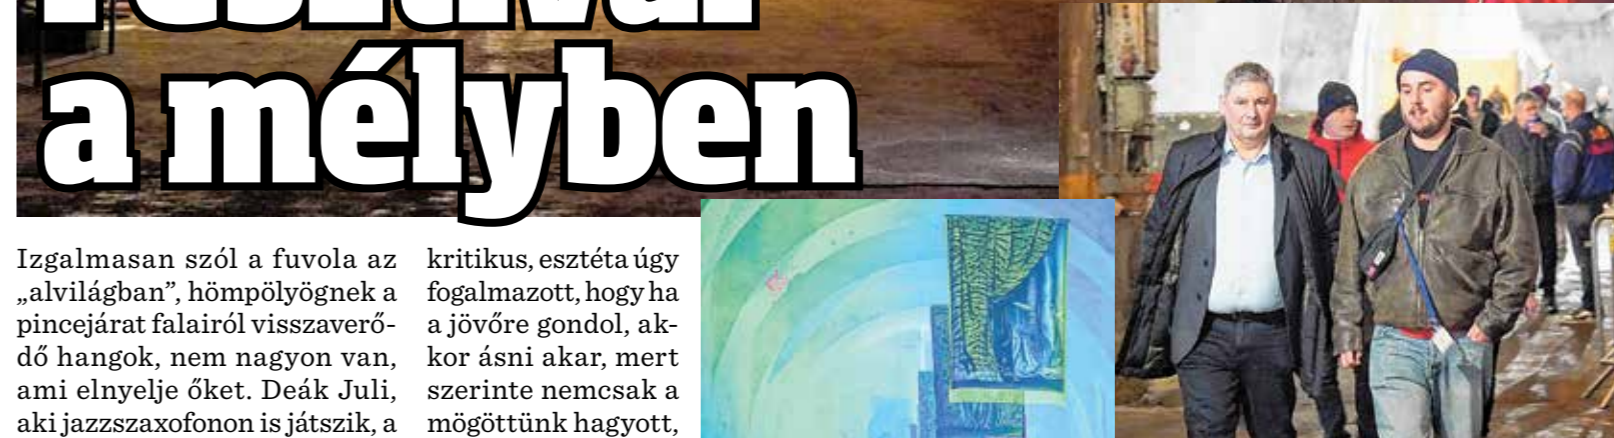 Fesztivál
a mélyben
Izgalmasan szól a fuvola az
„alvilágban”, hömpölyögnek a
pincejárat falairól visszaverő-
dő hangok, nem nagyon van,
ami elnyelje őket. Deák Juli,
aki jazzszaxofonon is játszik, a
kritikus, esztéta úgy
fogalmazott, hogy ha
a jövőre gondol, ak-
kor ásni akar, mert
szerinte nemcsak a
mögöttünk hagyott,